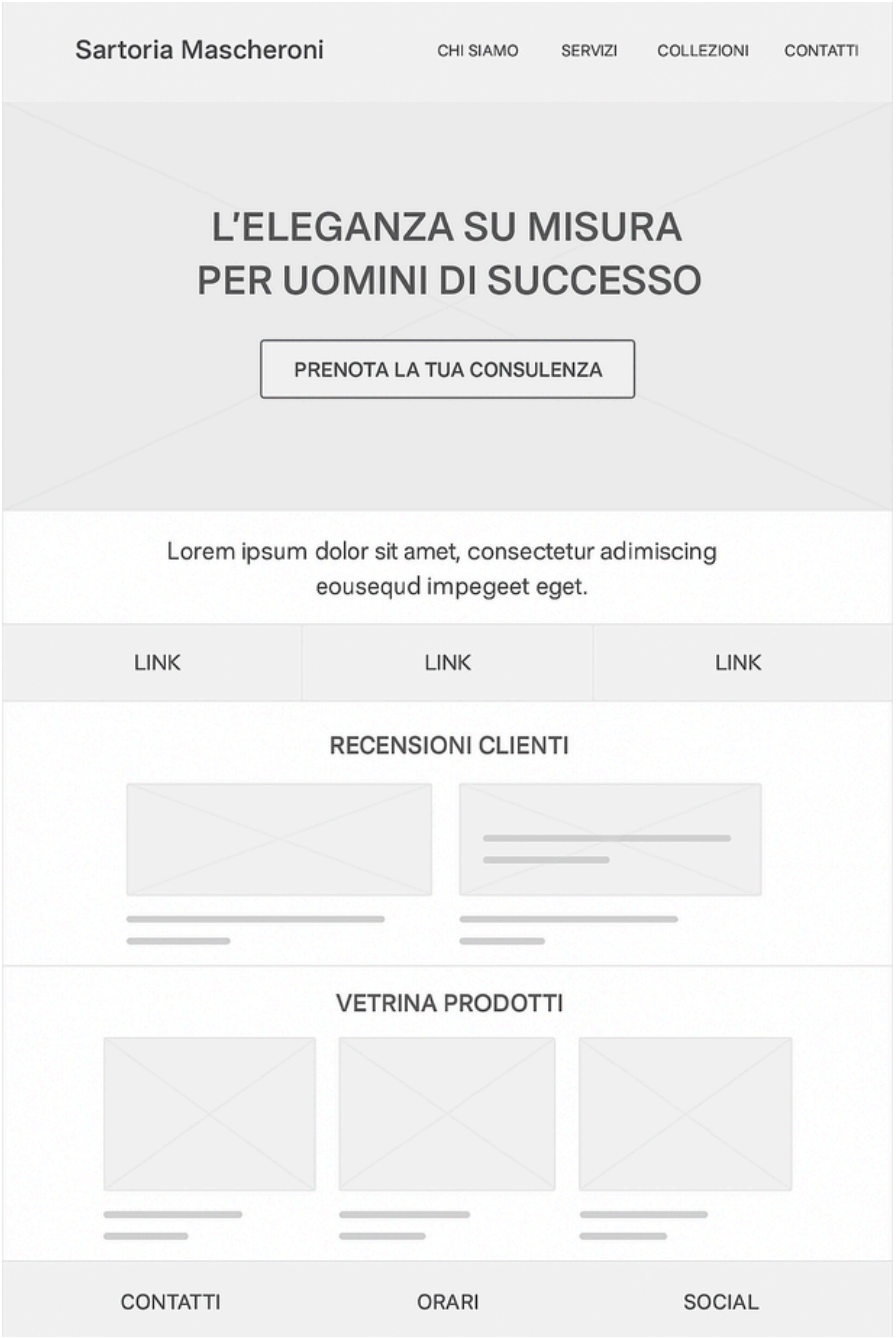 Sartoria Mascheroni
CHI SIAMO SERVIZI COLLEZIONI CONTATTI
L'ELEGANZA SU MISURA
PER UOMINI DI SUCCESSO
PRENOTA LA TUA CONSULENZA
Lorem ipsum dolor sit amet, consectetur adimiscing
eousequd impegeet eget.
LINK LINK LINK
RECENSIONI CLIENTI
VETRINA PRODOTTI
CONTATTI ORARI SOCIAL